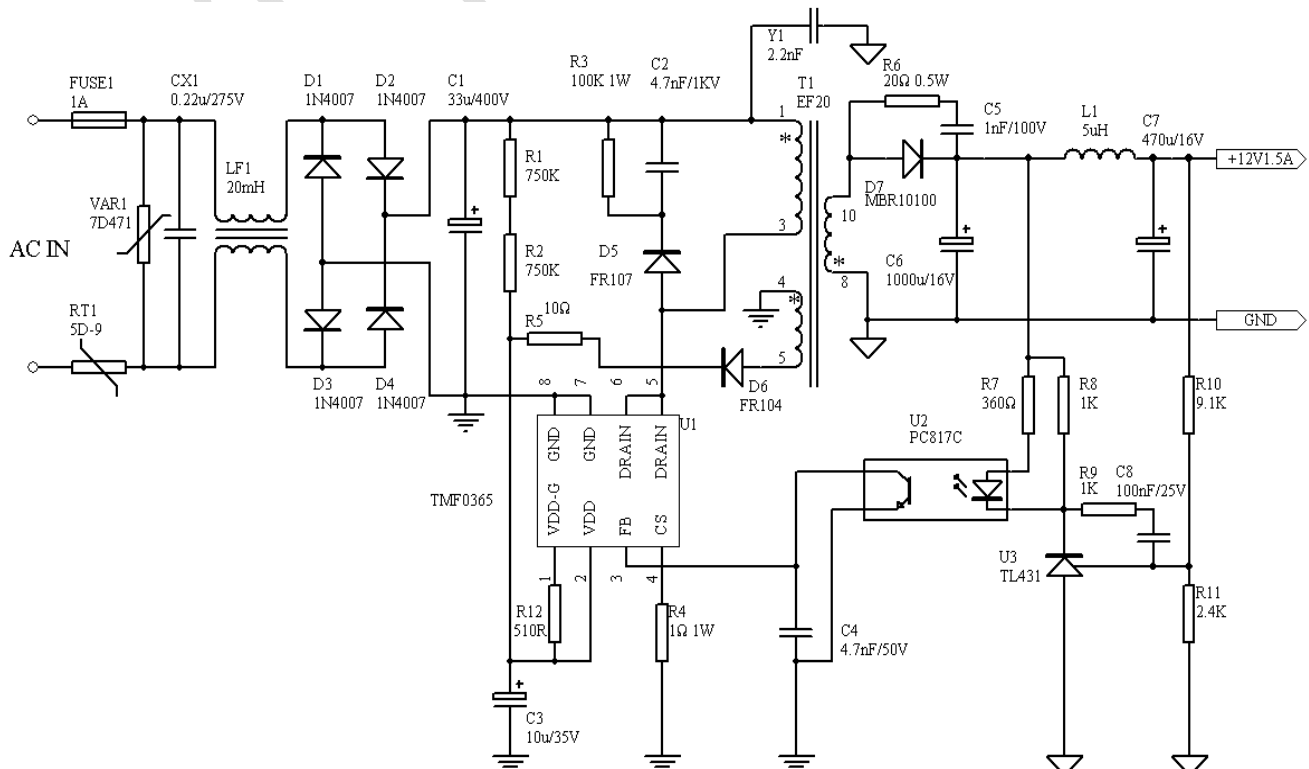 Y1
2.2nF
R3
100K 1W
C2
4.7nF/1KV
R6
20Ω 0.5W
FUSE1
1A
CX1
0.22u/275V
D1
1N4007
D2
1N4007
C1
33u/400V
T1
EF20
C5
1nF/100V
L1
5uH
C7
470u/16V
1
*
R1
750K
+12V1.5A
LF1
20mH
D7
MBR10100
VAR1
7D471
10
AC IN
+
+
+
3
R2
750K
D5
FR107
C6
1000u/16V
*
8
4
*
RT1
5D-9
10Ω
R5
GND
5
D6
FR104
D3
1N4007
D4
1N4007
8
7
6
5
R7
360Ω
R8
1K
R10
9.1K
U1
GND
GND
DRAIN
DRAIN
U2
PC817C
TMF0365
VDD-G
VDD
FB
CS
R9
1K
C8
100nF/25V
U3
TL431
1
2
3
4
R12
510R
R4
1Ω 1W
R11
2.4K
C4
4.7nF/50V
+
C3
10u/35V